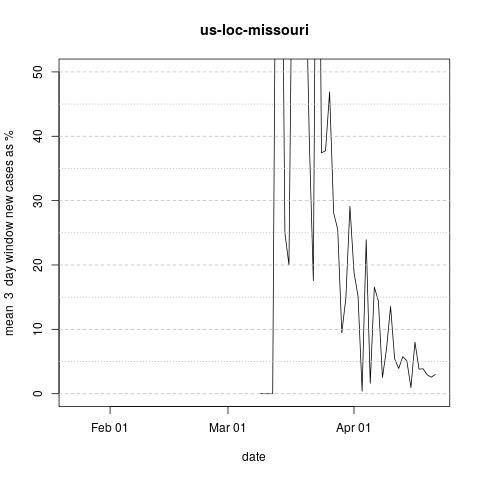 us-loc-missouri
mean 3 day window new cases as %
50
40
30
20
10
0
Feb 01
Mar 01
Apr 01
date